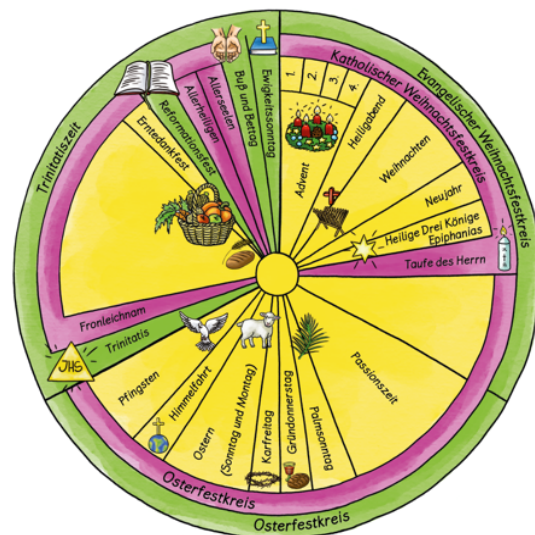 Evangelischer Weihnachtsfestkreis
Katholischer Weihnachtsfestkreis
1.
2.
3.
4.
Advent
Heiligabend
Weihnachten
Neujahr
Heilige Drei Könige
Epiphanias
Taufe des Herrn
Passionszeit
Palmsonntag
Gründonnerstag
Karfreitag
Ostern
(Sonntag und Montag)
Himmelfahrt
Pfingsten
Osterfestkreis
Osterfestkreis
Trinitatis
JHS
Fronleichnam
Trinitatiszeit
Erntedankfest
Reformationsfest
Allerheiligen
Allerseelen
Buß und Bettag
Ewigkeitssonntag